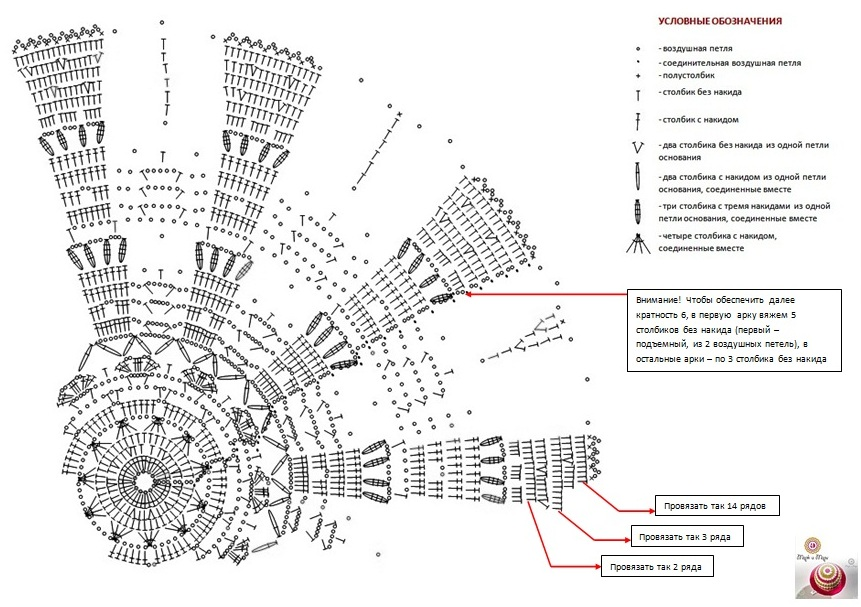 УСЛОВНЫЕ ОБОЗНАЧЕНИЯ
- воздушная петля
- соединительная воздушная петля
- полустолбик
- столбик без накида
- столбик с накидом
- два столбика без накида из одной петли
основания
- два столбика с накидом из одной петли
основания, соединенные вместе
- три столбика с тремя накидами из одной
петли основания, соединенные вместе
- четыре столбика с накидом,
соединенные вместе
Внимание! Чтобы обеспечить далее
кратность 6, в первую арку вяжем 5
столбиков без накида (первый –
подъемный, из 2 воздушных петель), в
остальные арки – по 3 столбика без накида
Провязать так 14 рядов
Провязать так 3 ряда
Провязать так 2 ряда